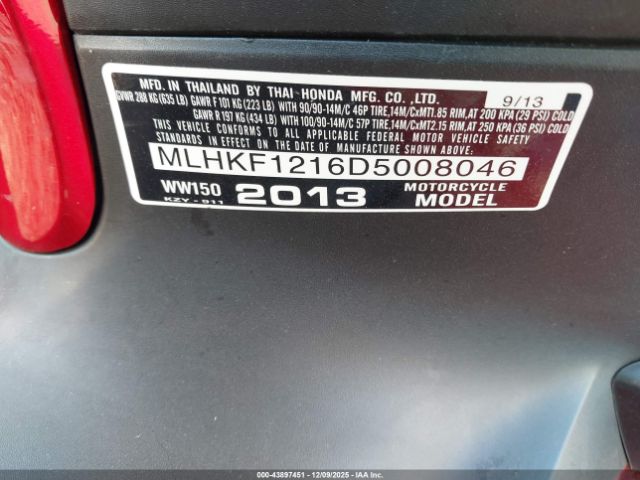 MFD. IN THAILAND BY THAI HONDA MFG. CO. ,LTD. 9/13
GVWR 288 KG (635 LB) GAWR F 101 KG (223 LB) WITH 90/90-14M/C 46P TIRE,14M/CxMT1.85 RIM,AT 200 KPA (29 PSI) COLD
GAWR R 197 KG (434 LB) WITH 100/90-14M/C 57P TIRE,14M/CxMT2.15 RIM,AT 250 KPA (36 PSI) COLD
THIS VEHICLE CONFORMS TO ALL APPLICABLE FEDERAL MOTOR VEHICLE SAFETY
STANDARDS IN EFFECT ON THE DATE OF MANUFACTURE SHOWN ABOVE.
MLHKF1216D5008046
WW150 2013 MOTORCYCLE
KZY - 911 MODEL
© 43897451 - 12/09/2025 - IAAI.COM